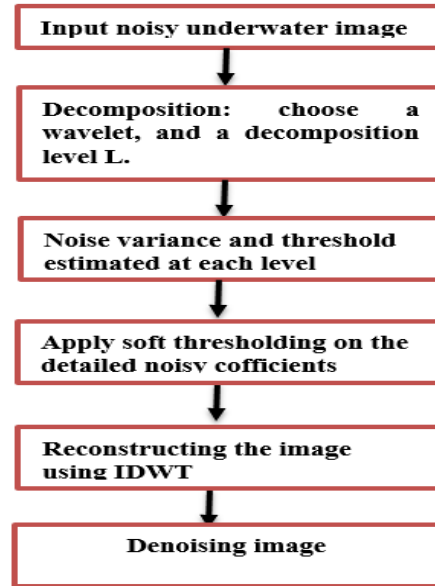 Input noisy underwater image
Decomposition: choose a
wavelet, and a decomposition
level L.
Noise variance and threshold
estimated at each level
Apply soft thresholding on the
detailed noisy cofficients
Reconstructing the image
using IDWT
Denoising image